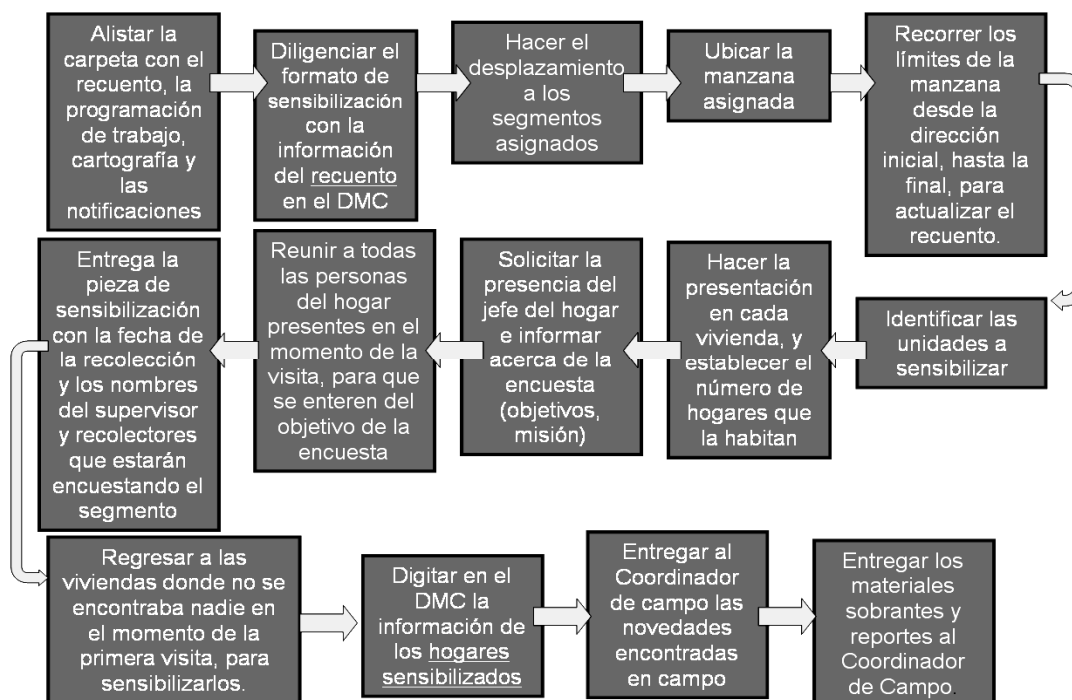 Alistar la
carpeta con el
recuento, la
programación
de trabajo,
cartografía y
las
notificaciones
Diligenciar el
formato de
sensibilización
con la
información
del recuento
en el DMC
Hacer el
desplazamiento
a los
segmentos
asignados
Ubicar la
manzana
asignada
Recorrer los
límites de la
manzana
desde la
dirección
inicial, hasta la
final, para
actualizar el
recuento.
Identificar las
unidades a
sensibilizar
Hacer la
presentación
en cada
vivienda, y
establecer el
número de
hogares que
la habitan
Solicitar la
presencia del
jefe del hogar
e informar
acerca de la
encuesta
(objetivos,
misión)
Reunir a todas
las personas
del hogar
presentes en el
momento de la
visita, para que
se enteren del
objetivo de la
encuesta
Entrega la
pieza de
sensibilización
con la fecha de
la recolección
y los nombres
del supervisor
y recolectores
que estarán
encuestando el
segmento
Regresar a las
viviendas donde no se
encontraba nadie en
el momento de la
primera visita, para
sensibilizarlos.
Digitar en el
DMC la
información de
los hogares
sensibilizados
Entregar al
Coordinador
de campo las
novedades
encontradas
en campo
Entregar los
materiales
sobrantes y
reportes al
Coordinador
de Campo.